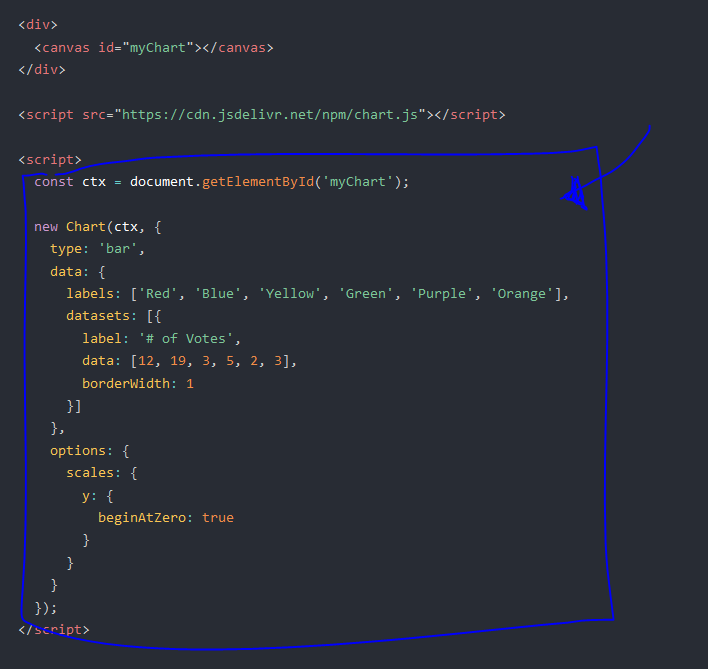 <div>
  <canvas id="myChart"></canvas>
</div>

<script src="https://cdn.jsdelivr.net/npm/chart.js"></script>

<script>
  const ctx = document.getElementById('myChart');

  new Chart(ctx, {
    type: 'bar',
    data: {
      labels: ['Red', 'Blue', 'Yellow', 'Green', 'Purple', 'Orange'],
      datasets: [{
        label: '# of Votes',
        data: [12, 19, 3, 5, 2, 3],
        borderWidth: 1
      }]
    },
    options: {
      scales: {
        y: {
          beginAtZero: true
        }
      }
    }
  });
</script>